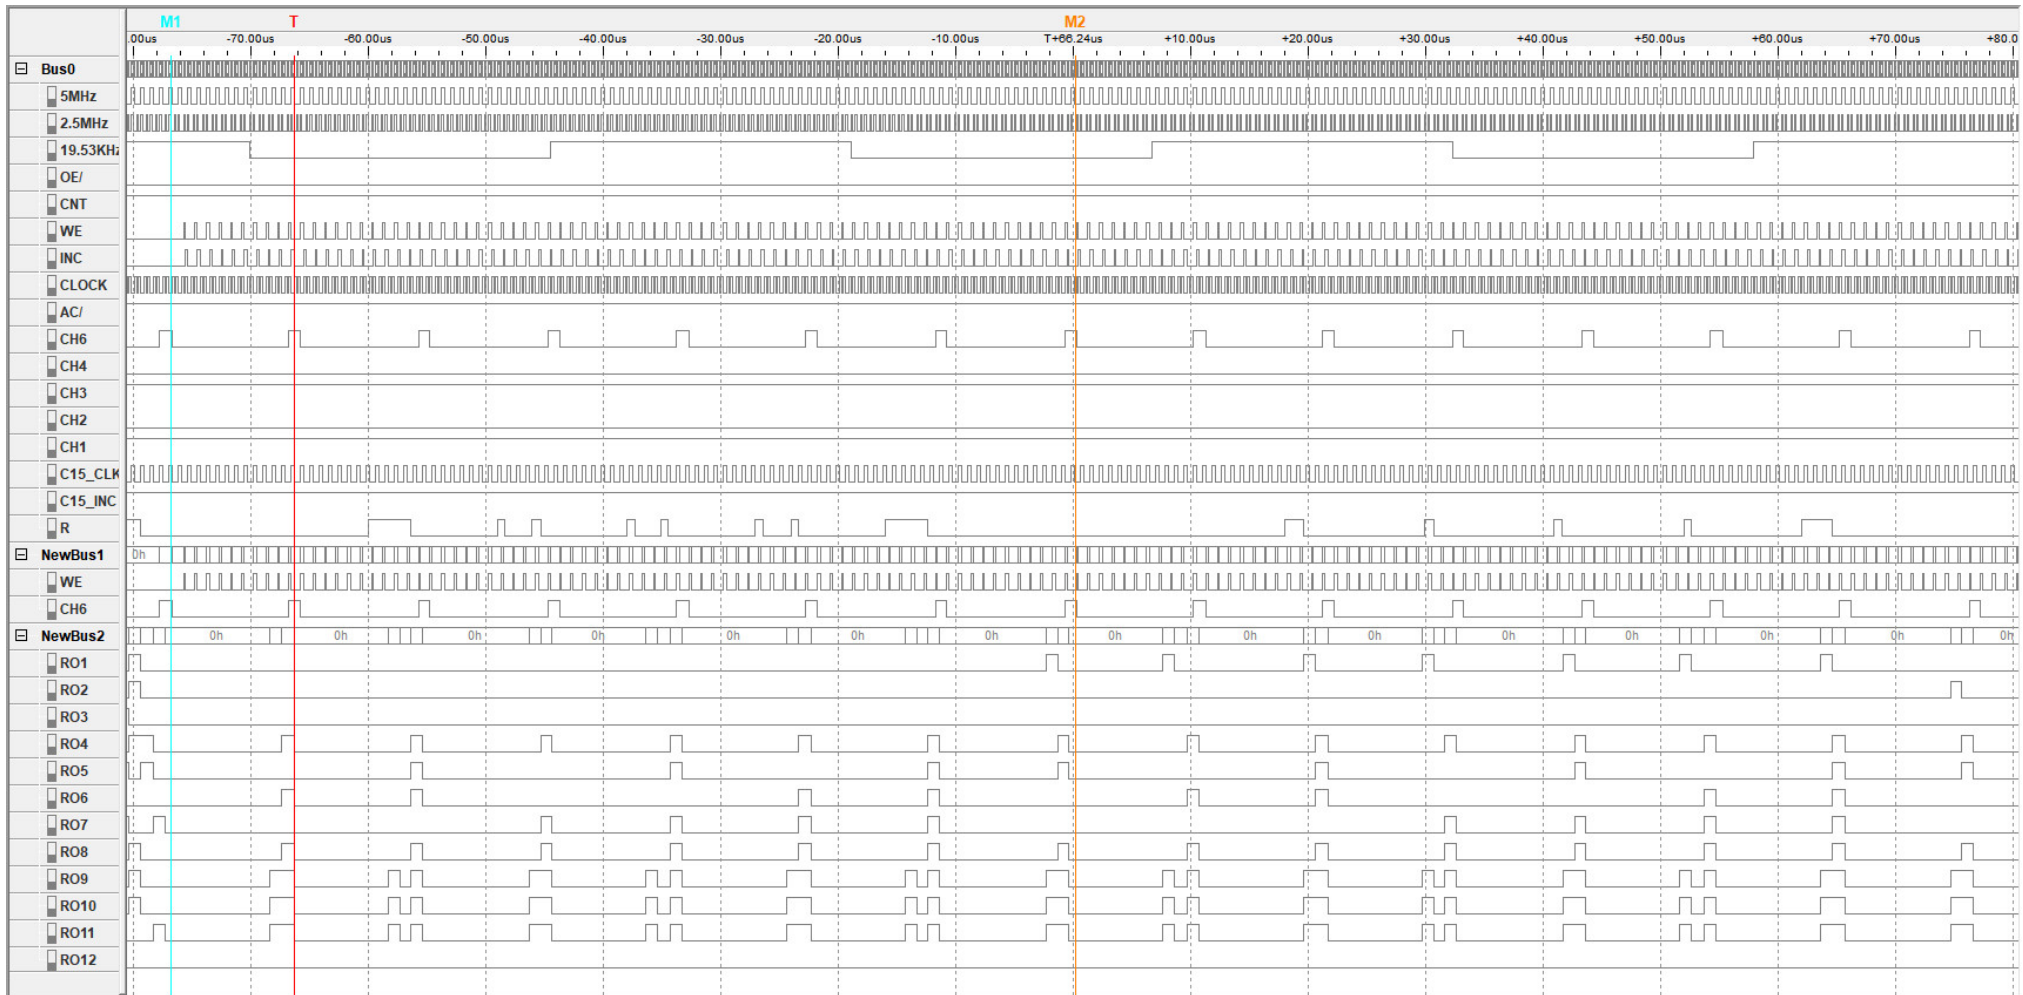 M1 T M2
.00us -70.00us -60.00us -50.00us -40.00us -30.00us -20.00us -10.00us T+66.24us +10.00us +20.00us +30.00us +40.00us +50.00us +60.00us +70.00us +80.0
Bus0
5MHz
2.5MHz
19.53KHz
OE/
CNT
WE
INC
CLOCK
AC/
CH6
CH4
CH3
CH2
CH1
C15_CLK
C15_INC
R
NewBus1 0h
WE
CH6
NewBus2 0h 0h 0h 0h 0h 0h 0h 0h 0h 0h 0h 0h 0h 0h 0h
RO1
RO2
RO3
RO4
RO5
RO6
RO7
RO8
RO9
RO10
RO11
RO12